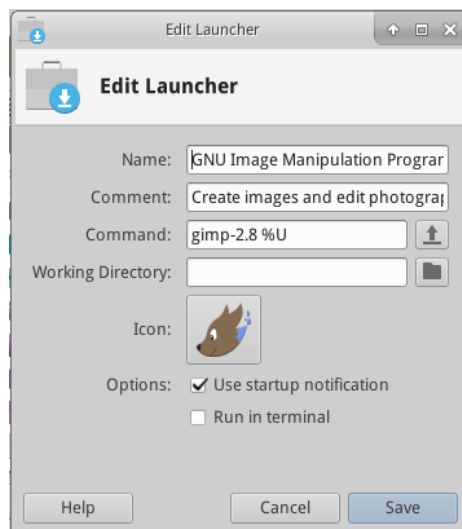 Edit Launcher
Edit Launcher
Name: GNU Image Manipulation Prograr
Comment: Create images and edit photograp
Command: gimp-2.8 %U
Working Directory:
Icon:
Options: Use startup notification
Run in terminal
Help Cancel Save